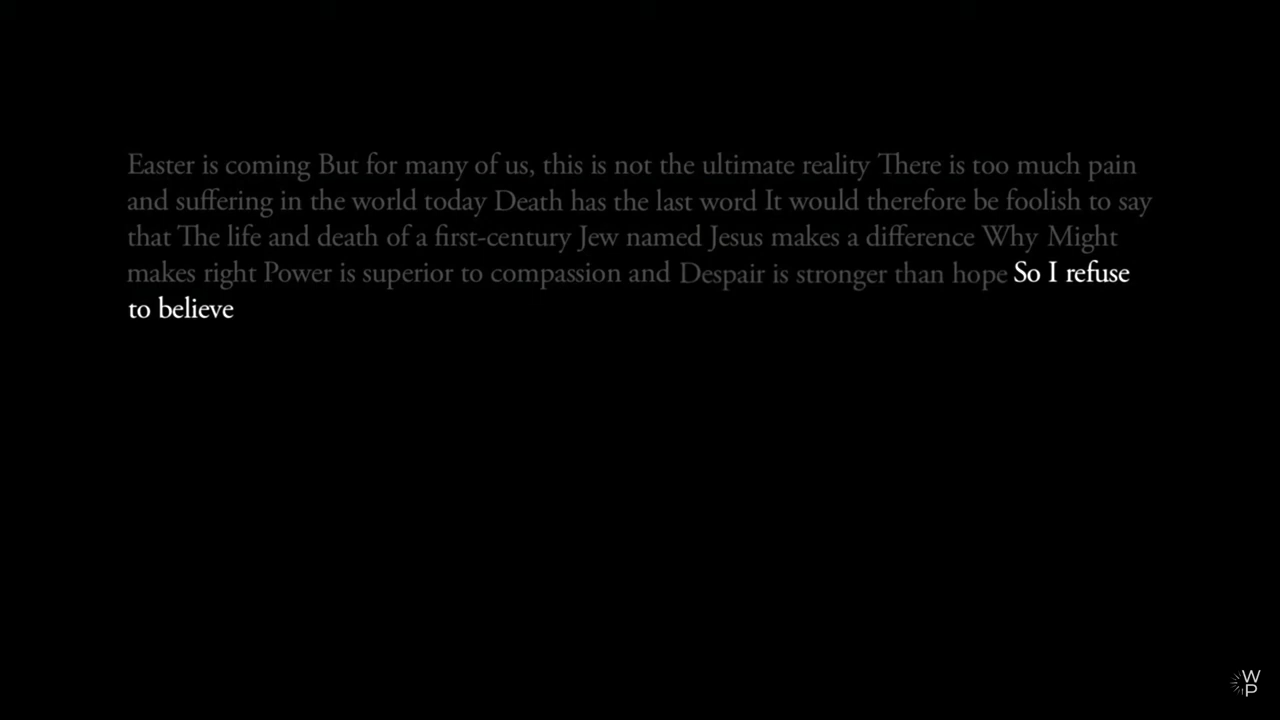 Easter is coming But for many of us, this is not the ultimate reality There is too much pain
and suffering in the world today Death has the last word It would therefore be foolish to say
that The life and death of a first-century Jew named Jesus makes a difference Why Might
makes right Power is superior to compassion and Despair is stronger than hope So I refuse
to believe
W
P